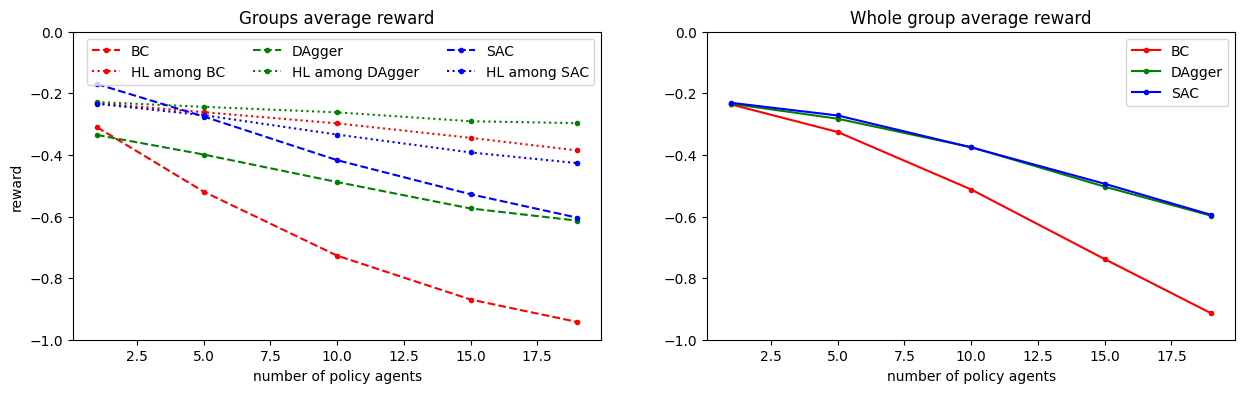 Groups average reward
BC
HL among BC
DAgger
HL among DAgger
SAC
HL among SAC
0.0
−0.2
−0.4
−0.6
−0.8
−1.0
reward
2.5 5.0 7.5 10.0 12.5 15.0 17.5
number of policy agents
Whole group average reward
BC
DAgger
SAC
0.0
−0.2
−0.4
−0.6
−0.8
−1.0
2.5 5.0 7.5 10.0 12.5 15.0 17.5
number of policy agents